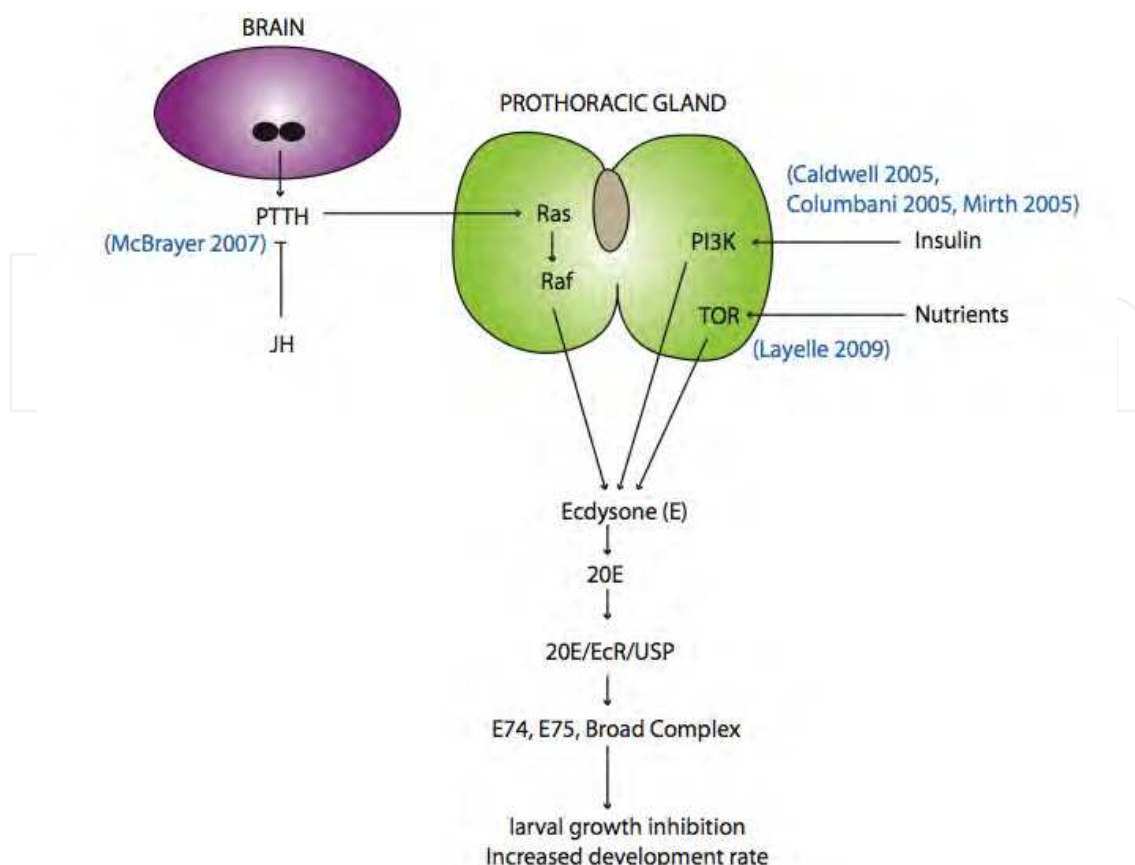 BRAIN
PROTHORACIC GLAND
(Caldwell 2005,
Columbani 2005, Mirth 2005)
PTTH
Ras
(McBrayer 2007)
PI3K
Insulin
Raf
TOR
Nutrients
JH
(Layelle 2009)
Ecdysone (E)
20E
20E/EcR/USP
E74, E75, Broad Complex
larval growth inhibition
Increased development rate